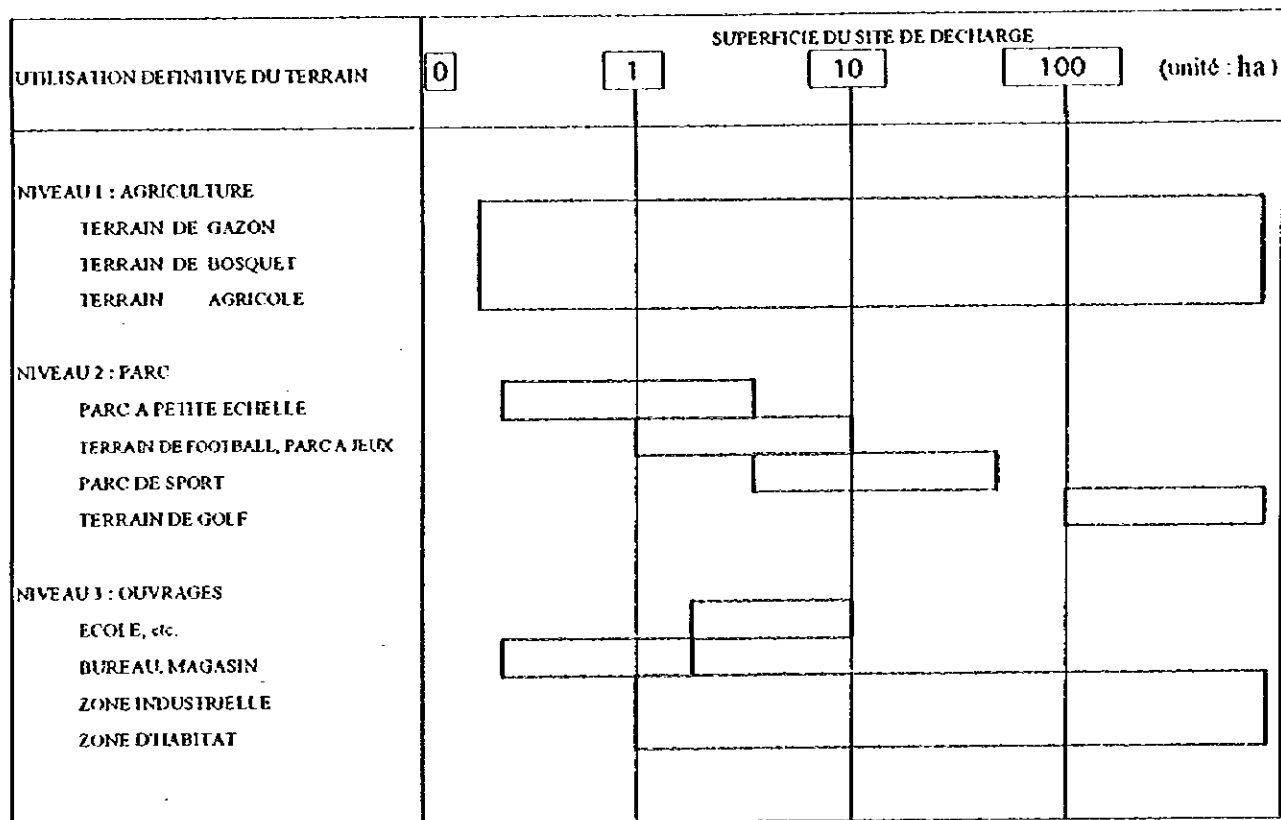 SUPERFICIE DU SITE DE DECHARGE
UTILISATION DEFINITIVE DU TERRAIN 0 1 10 100 (unité : ha)
NIVEAU 1 : AGRICULTURE
TERRAIN DE GAZON
TERRAIN DE BOSQUET
TERRAIN AGRICOLE
NIVEAU 2 : PARC
PARC A PETITE ECHELLE
TERRAIN DE FOOTBALL, PARC A JEUX
PARC DE SPORT
TERRAIN DE GOLF
NIVEAU 3 : OUVRAGES
ECOLE, etc.
BUREAU, MAGASIN
ZONE INDUSTRIELLE
ZONE D'HABITAT